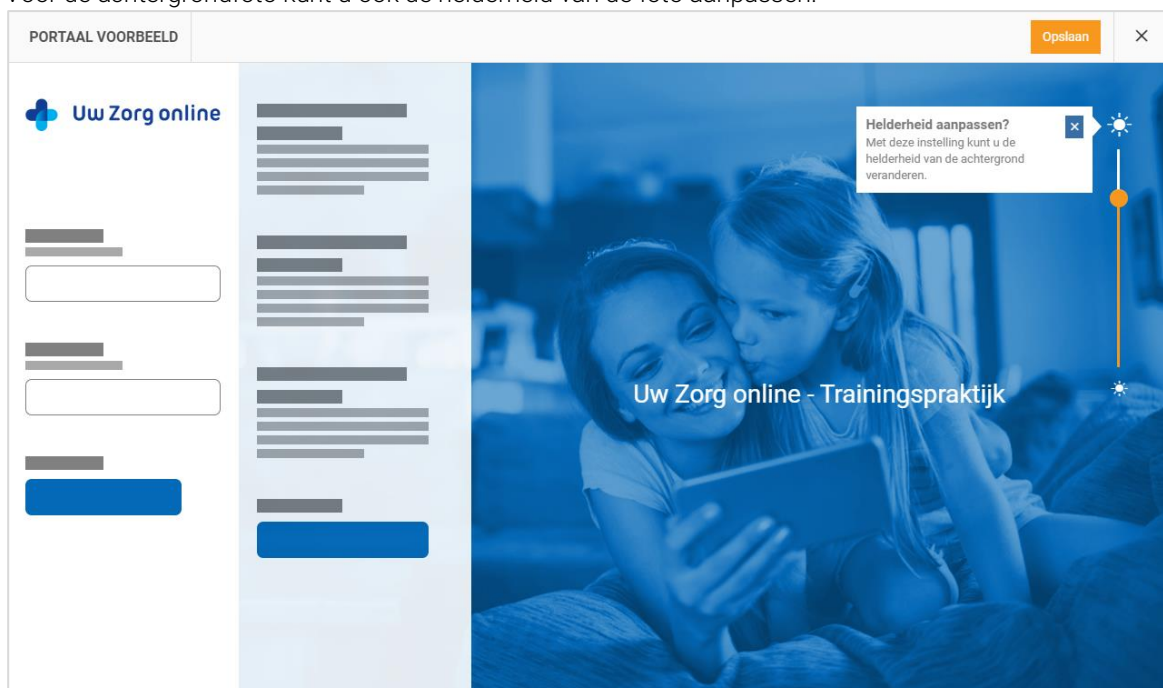 Voor de achtergrondfoto kunt u ook de helderheid van de foto aanpassen.
PORTAAL VOORBEELD
Opslaan
Uw Zorg online
Helderheid aanpassen?
Met deze instelling kunt u de
helderheid van de achtergrond
veranderen.
Uw Zorg online - Trainingspraktijk